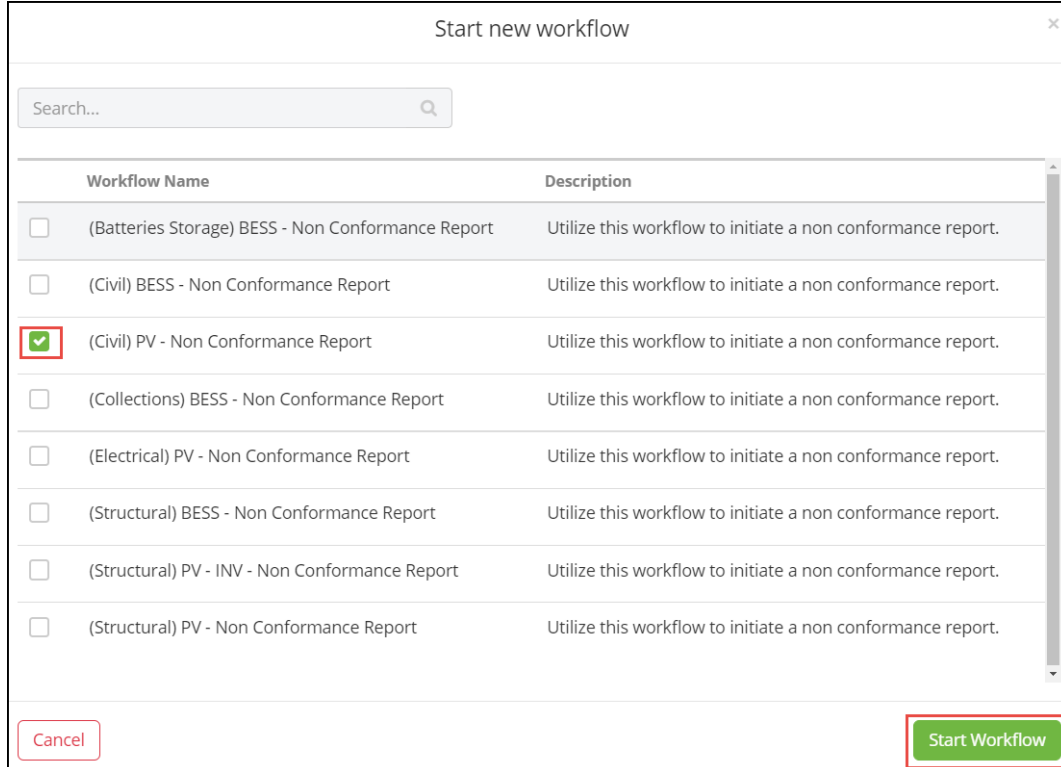 Start new workflow
×
Search...
Workflow Name Description
(Batteries Storage) BESS - Non Conformance Report Utilize this workflow to initiate a non conformance report.
(Civil) BESS - Non Conformance Report Utilize this workflow to initiate a non conformance report.
(Civil) PV - Non Conformance Report Utilize this workflow to initiate a non conformance report.
(Collections) BESS - Non Conformance Report Utilize this workflow to initiate a non conformance report.
(Electrical) PV - Non Conformance Report Utilize this workflow to initiate a non conformance report.
(Structural) BESS - Non Conformance Report Utilize this workflow to initiate a non conformance report.
(Structural) PV - INV - Non Conformance Report Utilize this workflow to initiate a non conformance report.
(Structural) PV - Non Conformance Report Utilize this workflow to initiate a non conformance report.
Cancel Start Workflow